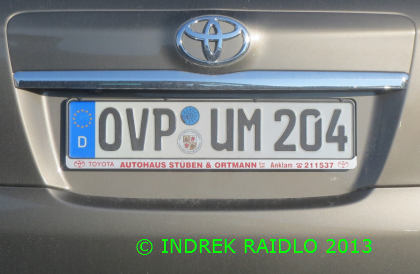 D OVP UM 204
TOYOTA AUTOHAUS STÜBEN & ORTMANN Anklam ☎ 211537
© INDREK RAIDLO 2013